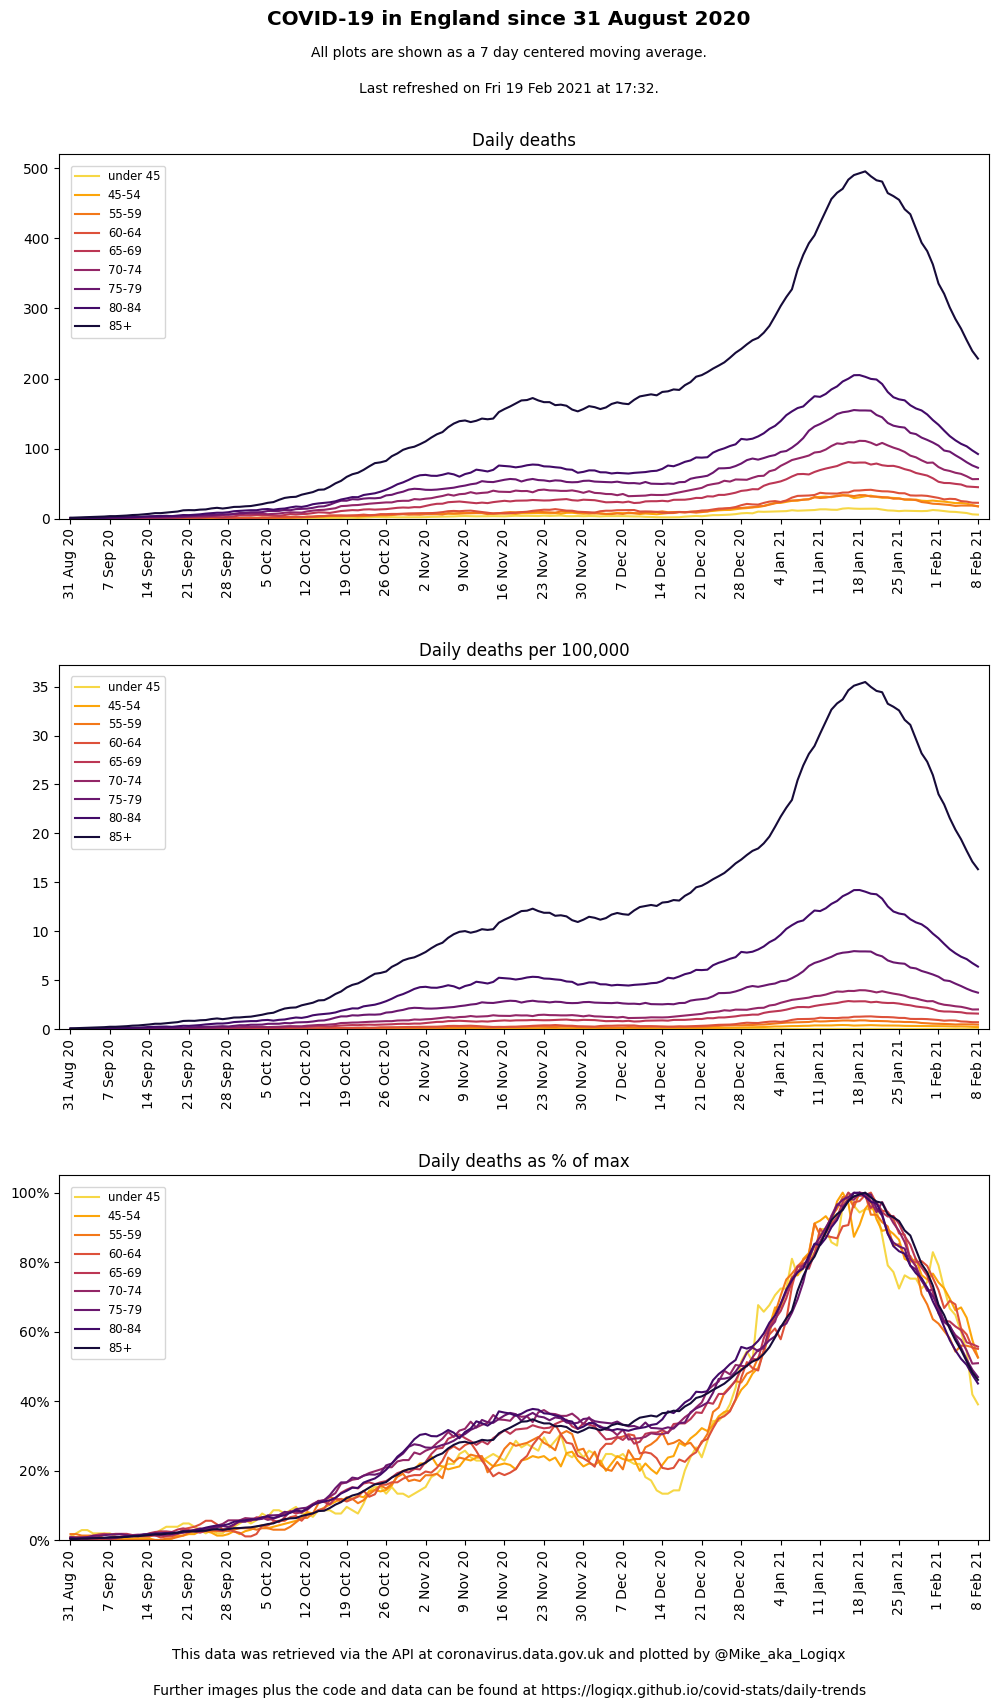 COVID-19 in England since 31 August 2020
All plots are shown as a 7 day centered moving average.
Last refreshed on Fri 19 Feb 2021 at 17:32.
Daily deaths
500
400
300
200
100
0
under 45
45-54
55-59
60-64
65-69
70-74
75-79
80-84
85+
31 Aug 20
7 Sep 20
14 Sep 20
21 Sep 20
28 Sep 20
5 Oct 20
12 Oct 20
19 Oct 20
26 Oct 20
2 Nov 20
9 Nov 20
16 Nov 20
23 Nov 20
30 Nov 20
7 Dec 20
14 Dec 20
21 Dec 20
28 Dec 20
4 Jan 21
11 Jan 21
18 Jan 21
25 Jan 21
1 Feb 21
8 Feb 21
Daily deaths per 100,000
35
30
25
20
15
10
5
0
under 45
45-54
55-59
60-64
65-69
70-74
75-79
80-84
85+
31 Aug 20
7 Sep 20
14 Sep 20
21 Sep 20
28 Sep 20
5 Oct 20
12 Oct 20
19 Oct 20
26 Oct 20
2 Nov 20
9 Nov 20
16 Nov 20
23 Nov 20
30 Nov 20
7 Dec 20
14 Dec 20
21 Dec 20
28 Dec 20
4 Jan 21
11 Jan 21
18 Jan 21
25 Jan 21
1 Feb 21
8 Feb 21
Daily deaths as % of max
100%
80%
60%
40%
20%
0%
under 45
45-54
55-59
60-64
65-69
70-74
75-79
80-84
85+
31 Aug 20
7 Sep 20
14 Sep 20
21 Sep 20
28 Sep 20
5 Oct 20
12 Oct 20
19 Oct 20
26 Oct 20
2 Nov 20
9 Nov 20
16 Nov 20
23 Nov 20
30 Nov 20
7 Dec 20
14 Dec 20
21 Dec 20
28 Dec 20
4 Jan 21
11 Jan 21
18 Jan 21
25 Jan 21
1 Feb 21
8 Feb 21
This data was retrieved via the API at coronavirus.data.gov.uk and plotted by @Mike_aka_Logiqx
Further images plus the code and data can be found at https://logiqx.github.io/covid-stats/daily-trends